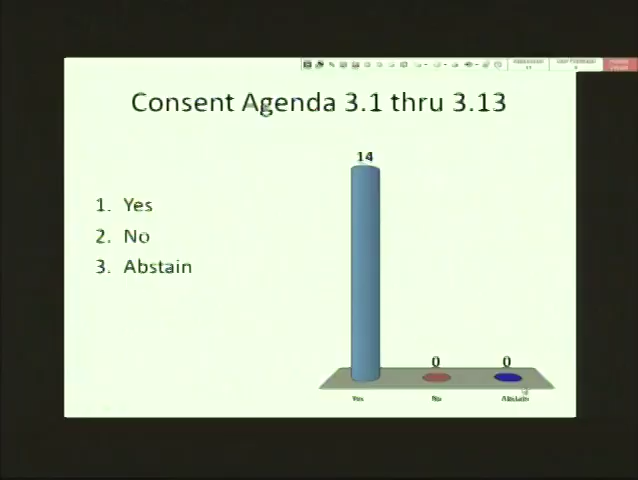 Consent Agenda 3.1 thru 3.13
14
1. Yes
2. No
3. Abstain
0 0
Yes No Abstain